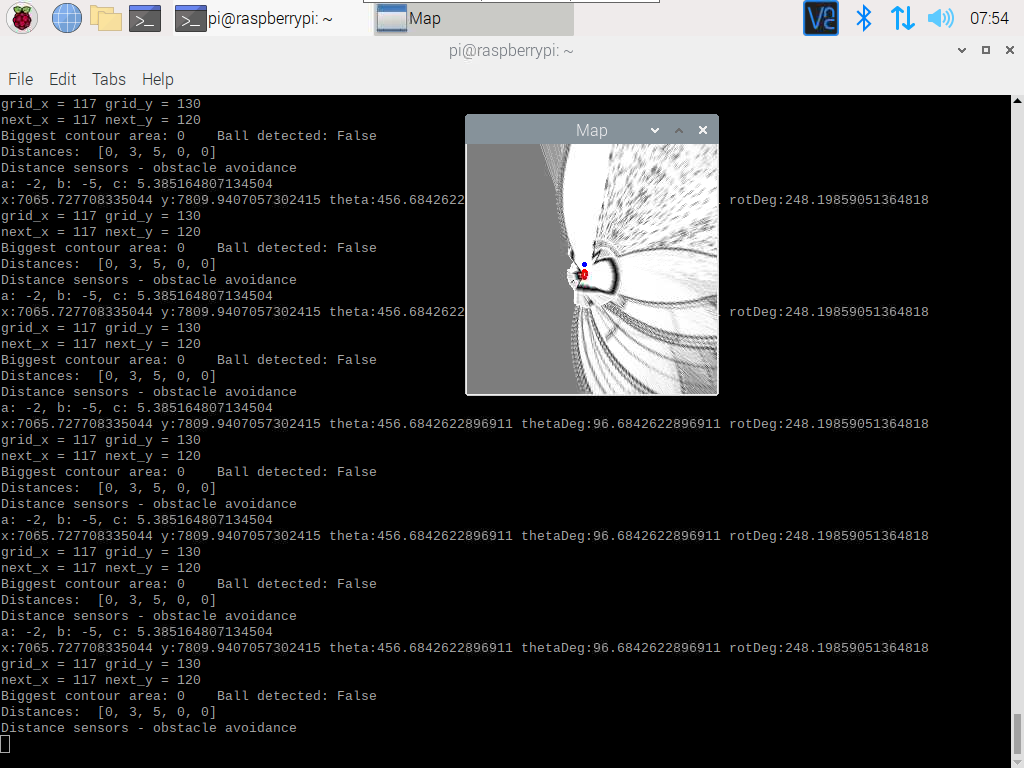 pi@raspberrypi: ~
Map
07:54
pi@raspberrypi: ~
File Edit Tabs Help
grid_x = 117 grid_y = 130
next_x = 117 next_y = 120
Biggest contour area: 0    Ball detected: False
Distances:  [0, 3, 5, 0, 0]
Distance sensors - obstacle avoidance
a: -2, b: -5, c: 5.385164807134504
x:7065.727708335044 y:7809.9407057302415 theta:456.6842622 rotDeg:248.19859051364818
grid_x = 117 grid_y = 130
next_x = 117 next_y = 120
Biggest contour area: 0    Ball detected: False
Distances:  [0, 3, 5, 0, 0]
Distance sensors - obstacle avoidance
a: -2, b: -5, c: 5.385164807134504
x:7065.727708335044 y:7809.9407057302415 theta:456.6842622 rotDeg:248.19859051364818
grid_x = 117 grid_y = 130
next_x = 117 next_y = 120
Biggest contour area: 0    Ball detected: False
Distances:  [0, 3, 5, 0, 0]
Distance sensors - obstacle avoidance
a: -2, b: -5, c: 5.385164807134504
x:7065.727708335044 y:7809.9407057302415 theta:456.6842622896911 thetaDeg:96.6842622896911 rotDeg:248.19859051364818
grid_x = 117 grid_y = 130
next_x = 117 next_y = 120
Biggest contour area: 0    Ball detected: False
Distances:  [0, 3, 5, 0, 0]
Distance sensors - obstacle avoidance
a: -2, b: -5, c: 5.385164807134504
x:7065.727708335044 y:7809.9407057302415 theta:456.6842622896911 thetaDeg:96.6842622896911 rotDeg:248.19859051364818
grid_x = 117 grid_y = 130
next_x = 117 next_y = 120
Biggest contour area: 0    Ball detected: False
Distances:  [0, 3, 5, 0, 0]
Distance sensors - obstacle avoidance
a: -2, b: -5, c: 5.385164807134504
x:7065.727708335044 y:7809.9407057302415 theta:456.6842622896911 thetaDeg:96.6842622896911 rotDeg:248.19859051364818
grid_x = 117 grid_y = 130
next_x = 117 next_y = 120
Biggest contour area: 0    Ball detected: False
Distances:  [0, 3, 5, 0, 0]
Distance sensors - obstacle avoidance
Map